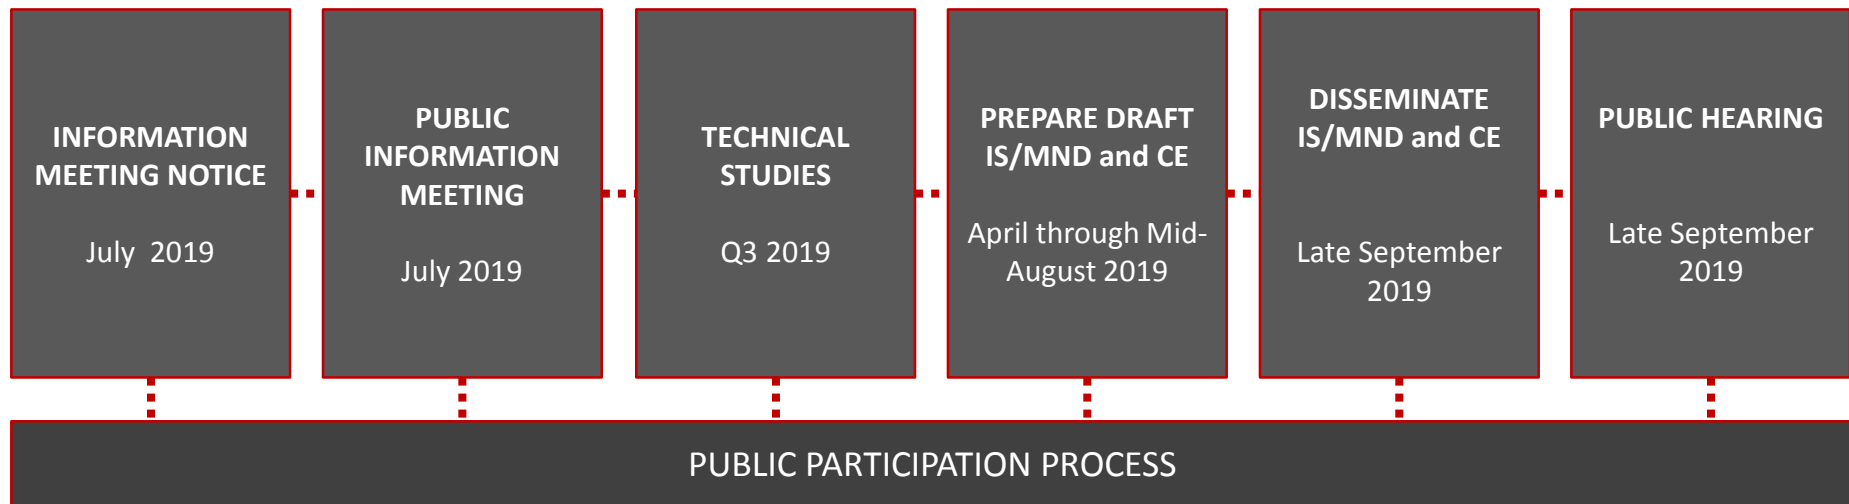 INFORMATION
MEETING NOTICE
July  2019
PUBLIC
INFORMATION
MEETING
July 2019
TECHNICAL
STUDIES
Q3 2019
PREPARE DRAFT
IS/MND and CE
April through Mid-
August 2019
DISSEMINATE
IS/MND and CE
Late September
2019
PUBLIC HEARING
Late September
2019
PUBLIC PARTICIPATION PROCESS